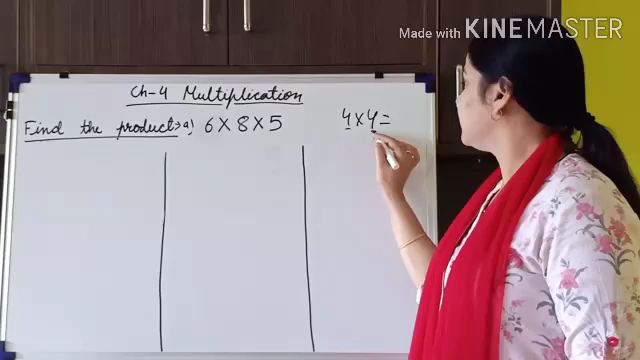 Made with KINEMASTER
Ch-4 Multiplication
Find the product:> a) 6 X 8 X 5
4 X 4 =